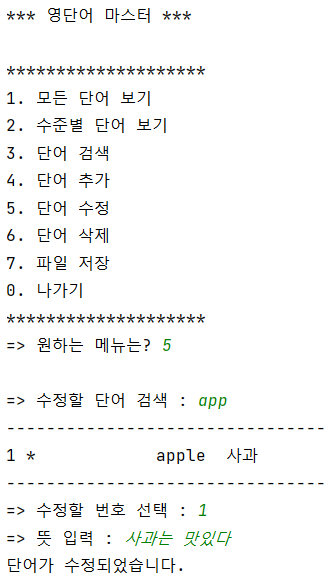 *** 영단어 마스터 ***
********************
1. 모든 단어 보기
2. 수준별 단어 보기
3. 단어 검색
4. 단어 추가
5. 단어 수정
6. 단어 삭제
7. 파일 저장
0. 나가기
********************
=> 원하는 메뉴는? 5
=> 수정할 단어 검색 : app
--------------------------------
1 *            apple  사과
--------------------------------
=> 수정할 번호 선택 : 1
=> 뜻 입력 : 사과는 맛있다
단어가 수정되었습니다.